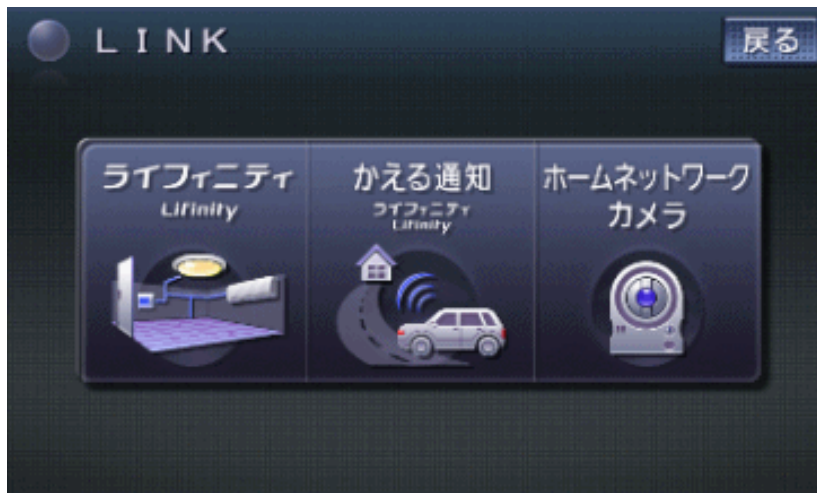 LINK
戻る
ライフィニティ
Lifinity
かえる通知
ライフィニティ
Lifinity
ホームネットワーク
カメラ